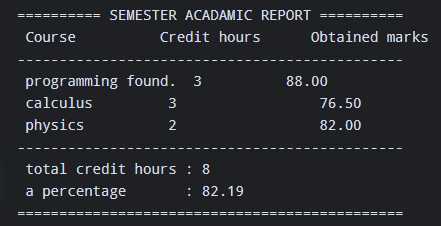 ========== SEMESTER ACADAMIC REPORT ==========
Course Credit hours Obtained marks
----------------------------------------------
programming found. 3 88.00
calculus 3 76.50
physics 2 82.00
----------------------------------------------
total credit hours : 8
a percentage : 82.19
==============================================